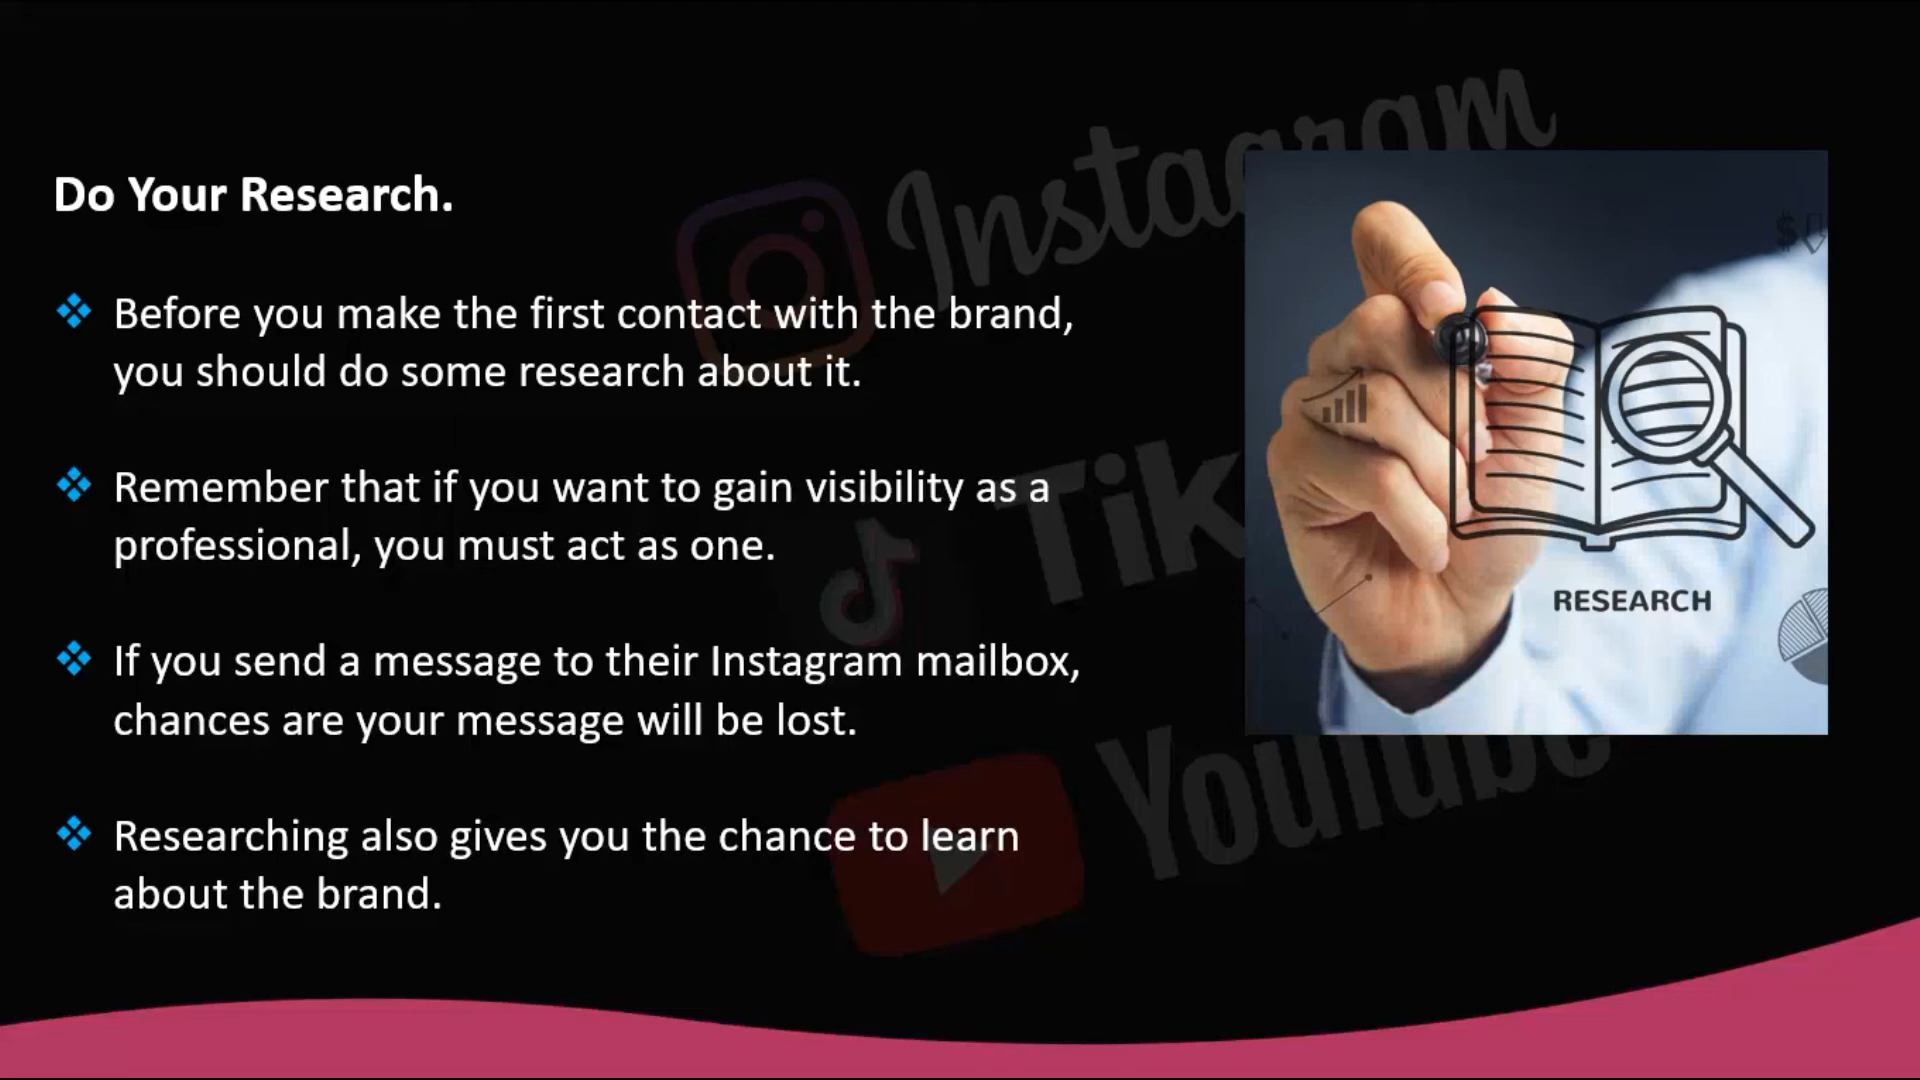 Do Your Research.
Before you make the first contact with the brand,
you should do some research about it.
Remember that if you want to gain visibility as a
professional, you must act as one.
If you send a message to their Instagram mailbox,
chances are your message will be lost.
Researching also gives you the chance to learn
about the brand.
Instagram
Tik
YouTube
$
RESEARCH